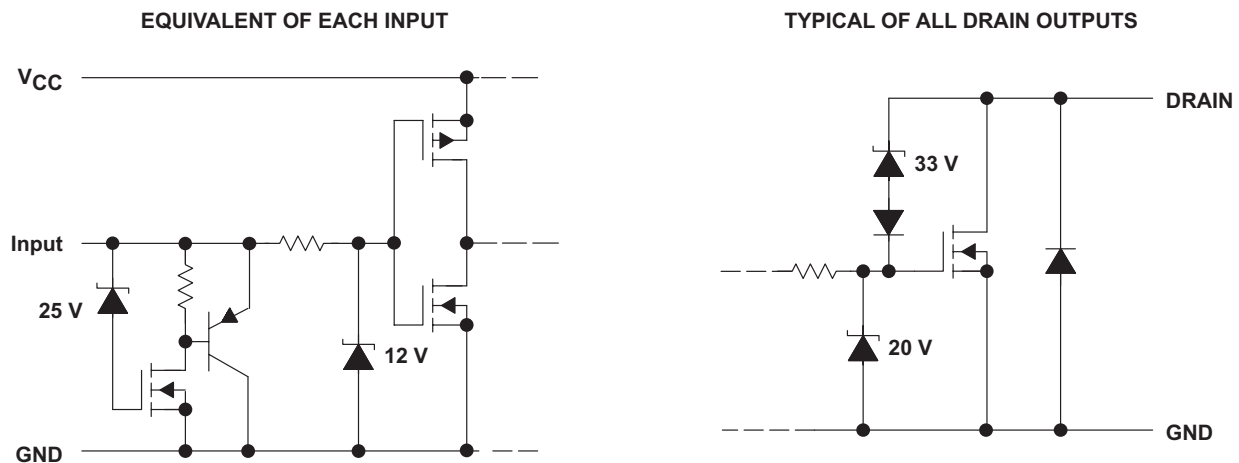 EQUIVALENT OF EACH INPUT
VCC
Input
25 V
12 V
GND
TYPICAL OF ALL DRAIN OUTPUTS
DRAIN
33 V
20 V
GND